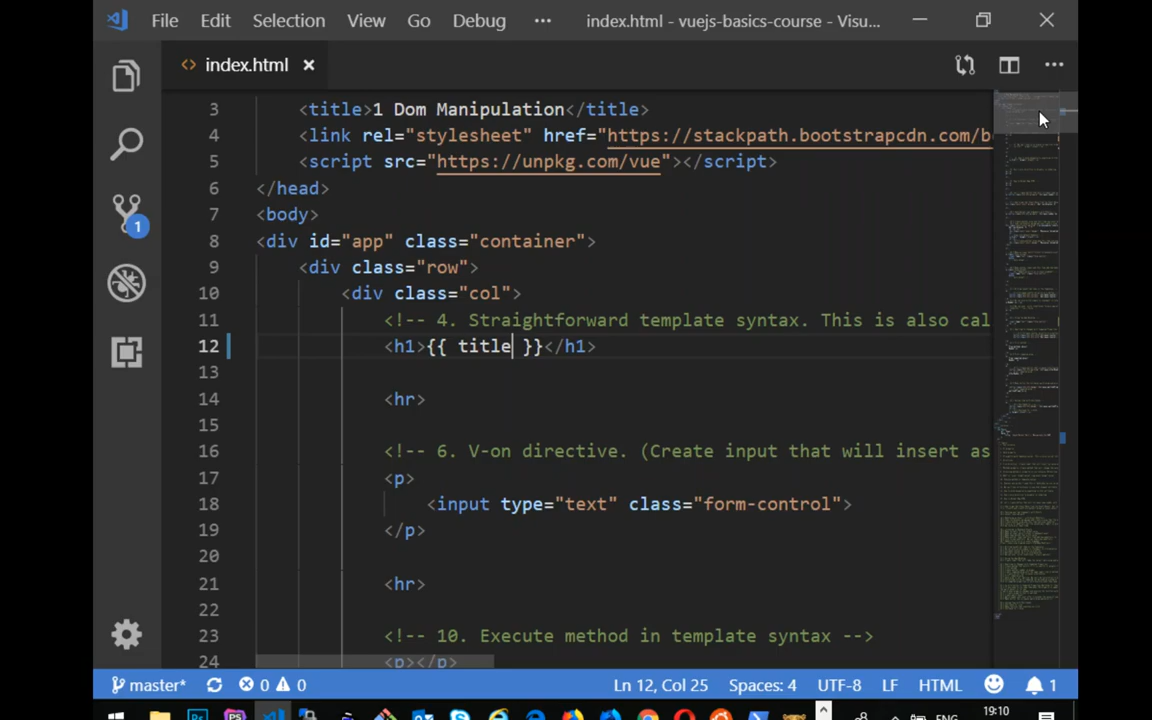 File Edit Selection View Go Debug ... index.html - vuejs-basics-course - Visu...
<> index.html
3 <title>1 Dom Manipulation</title>
4 <link rel="stylesheet" href="https://stackpath.bootstrapcdn.com/b
5 <script src="https://unpkg.com/vue"></script>
6 </head>
7 <body>
8 <div id="app" class="container">
9 <div class="row">
10 <div class="col">
11 <!-- 4. Straightforward template syntax. This is also cal
12 <h1>{{ title }}</h1>
13
14 <hr>
15
16 <!-- 6. V-on directive. (Create input that will insert as
17 <p>
18 <input type="text" class="form-control">
19 </p>
20
21 <hr>
22
23 <!-- 10. Execute method in template syntax -->
24 <p></p>
1
master* 0 0 Ln 12, Col 25 Spaces: 4 UTF-8 LF HTML 1
ENG 19:10